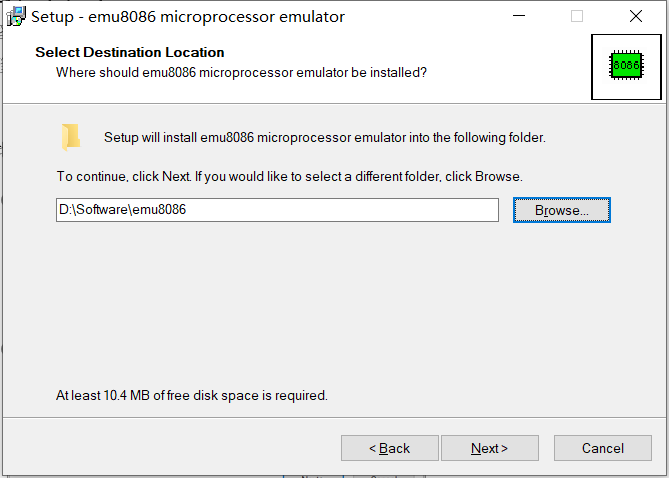 Setup - emu8086 microprocessor emulator
Select Destination Location
Where should emu8086 microprocessor emulator be installed?
8086
Setup will install emu8086 microprocessor emulator into the following folder.
To continue, click Next. If you would like to select a different folder, click Browse.
D:\Software\emu8086
Browse...
At least 10.4 MB of free disk space is required.
< Back
Next >
Cancel